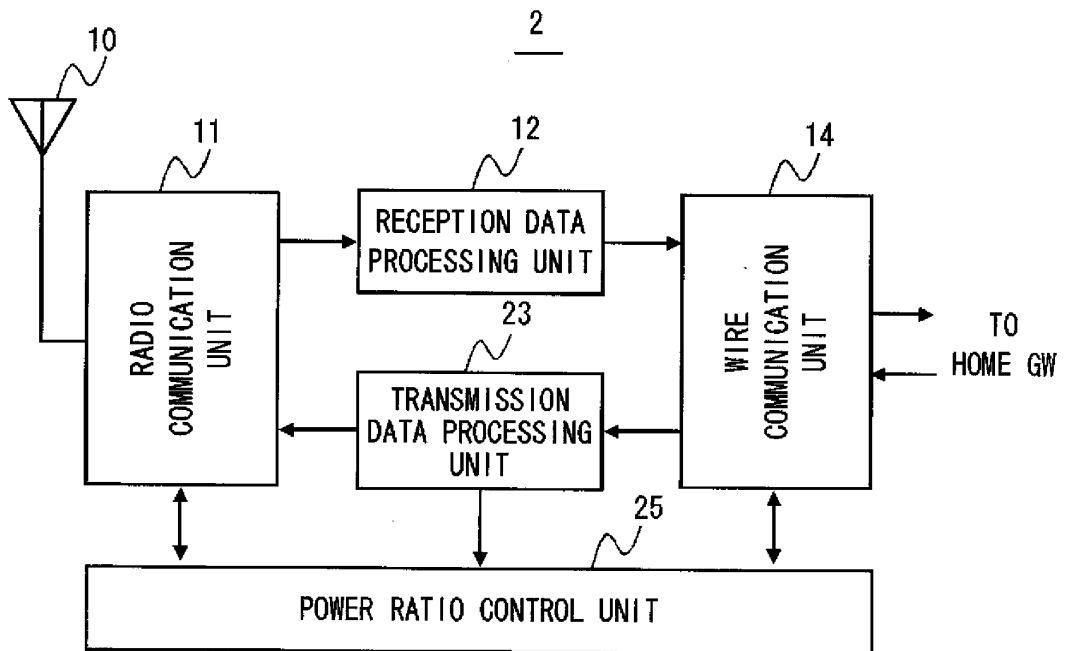 2
10
11
12
14
RECEPTION DATA
PROCESSING UNIT
RADIO
COMMUNICATION
UNIT
WIRE
COMMUNICATION
UNIT
TO
HOME GW
23
TRANSMISSION
DATA PROCESSING
UNIT
25
POWER RATIO CONTROL UNIT